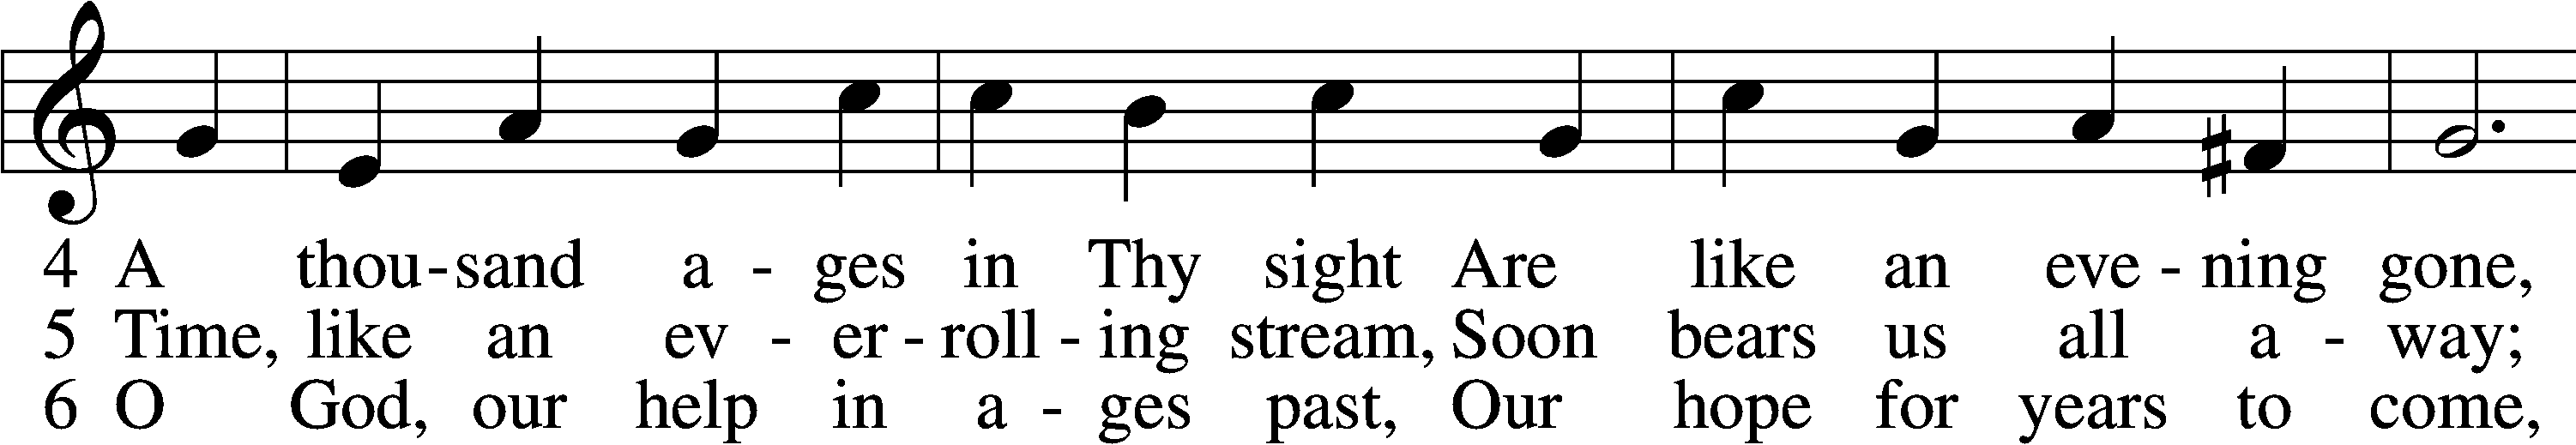 4 A thou - sand a - ges in Thy sight Are like an eve - ning gone,
5 Time, like an ev - er - roll - ing stream, Soon bears us all a - way;
6 O God, our help in a - ges past, Our hope for years to come,